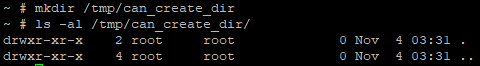 ~ # mkdir /tmp/can_create_dir
~ # ls -al /tmp/can_create_dir/
drwxr-xr-x    2 root     root             0 Nov  4 03:31 .
drwxr-xr-x    4 root     root             0 Nov  4 03:31 ..